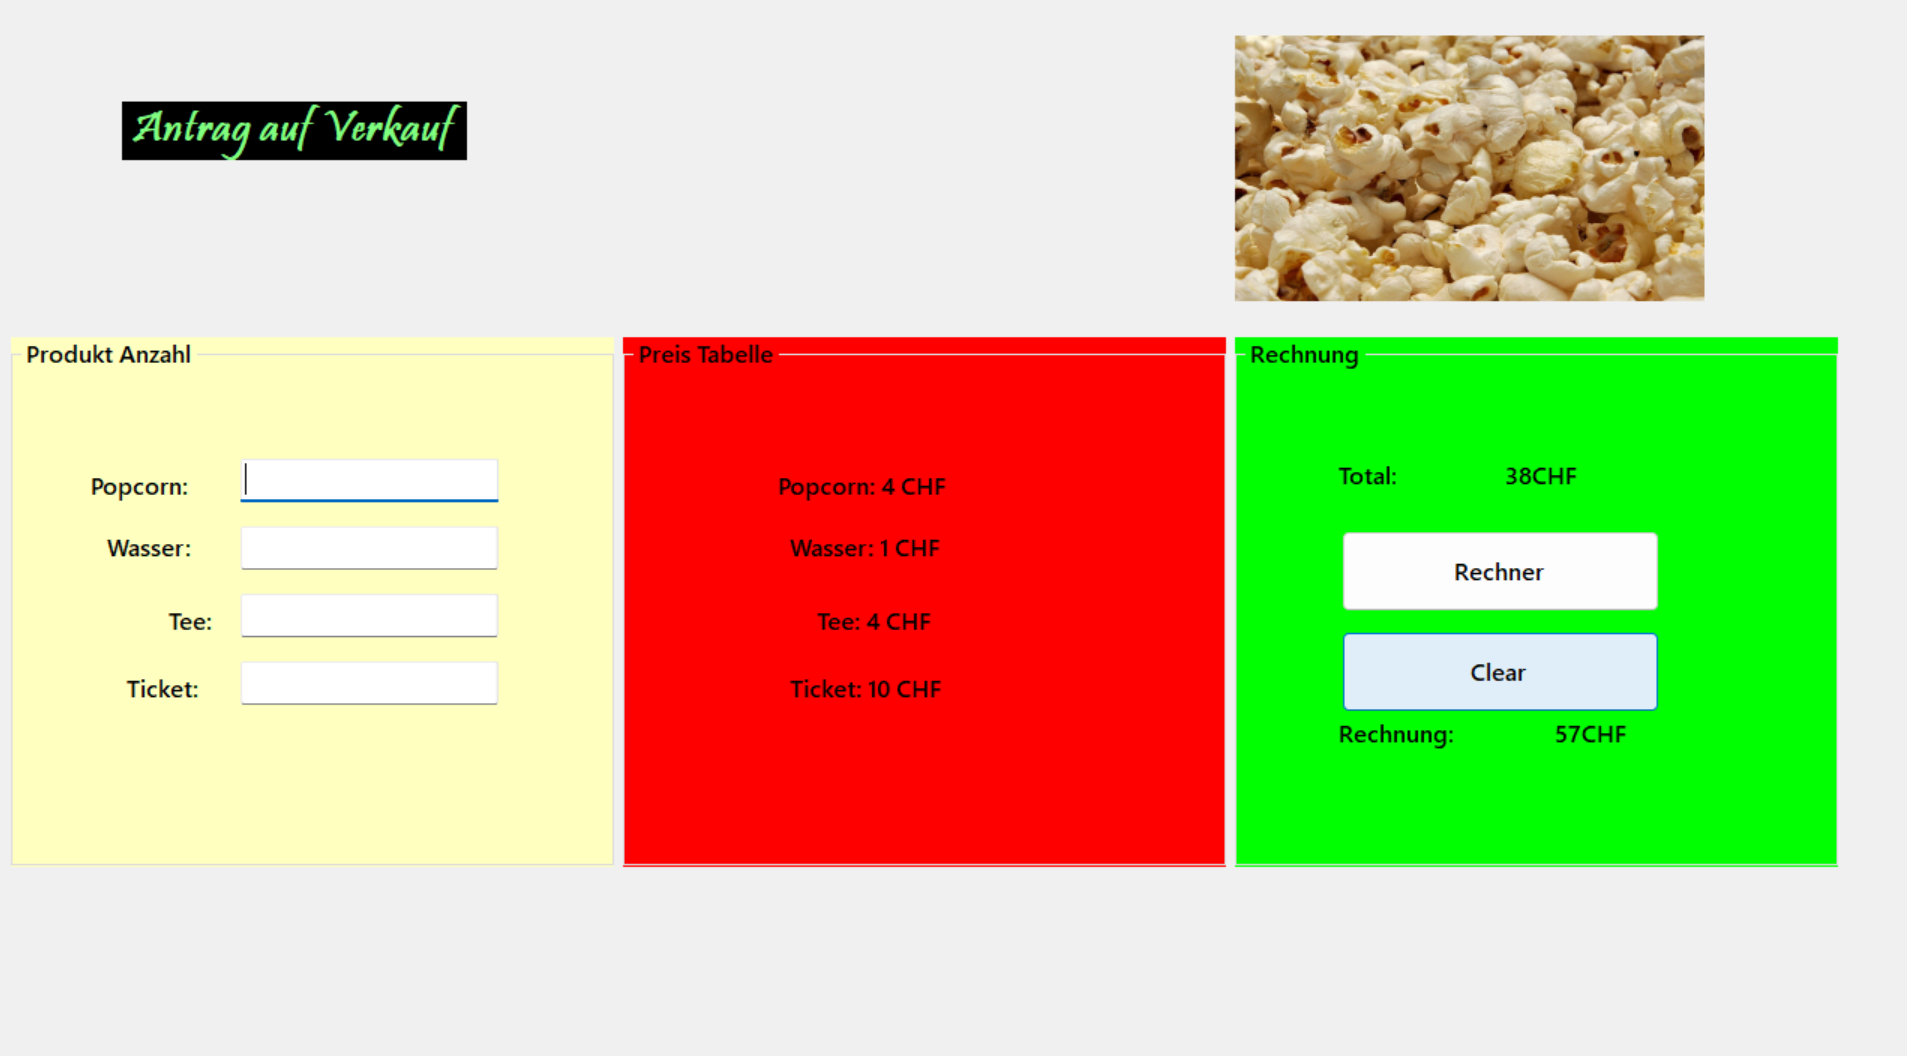 Antrag auf Verkauf
Produkt Anzahl
Popcorn:
Wasser:
Tee:
Ticket:
Preis Tabelle
Popcorn: 4 CHF
Wasser: 1 CHF
Tee: 4 CHF
Ticket: 10 CHF
Rechnung
Total: 38CHF
Rechner
Clear
Rechnung: 57CHF